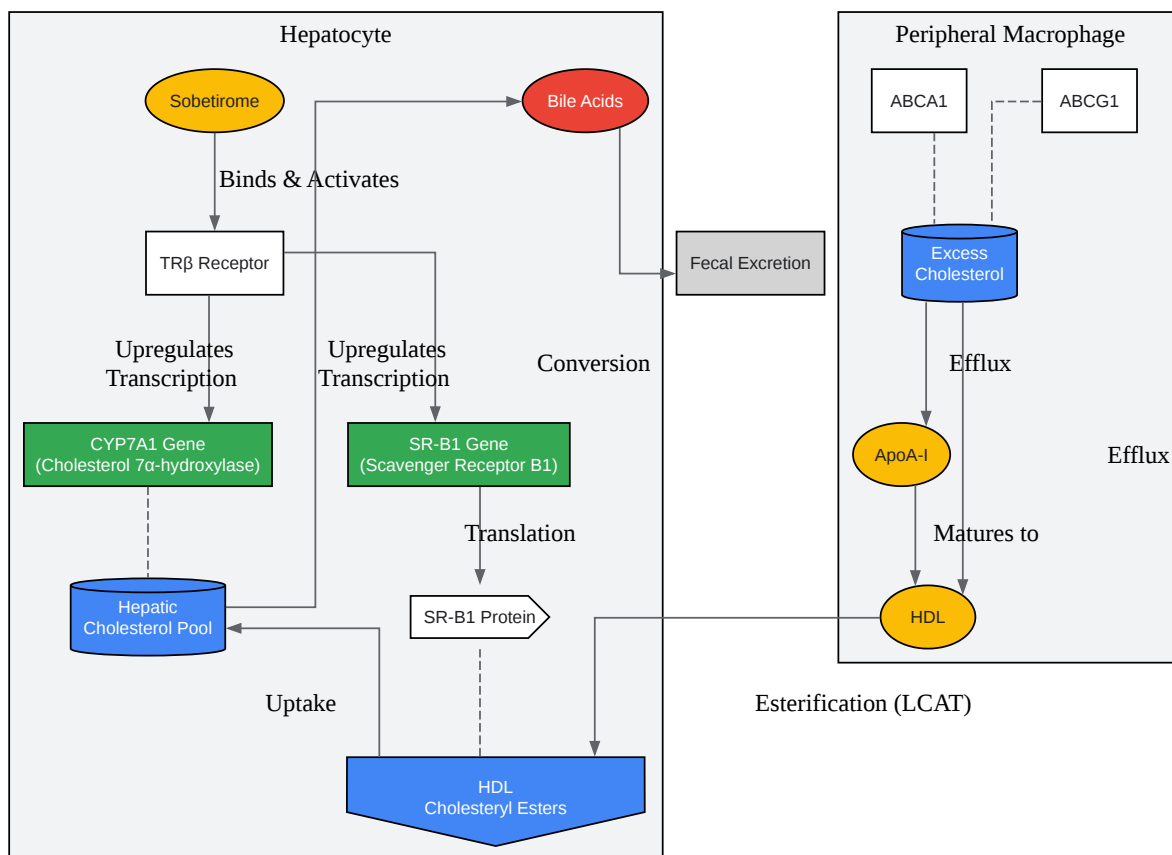 Hepatocyte
Peripheral Macrophage
Sobetirome
Bile Acids
ABCA1
ABCG1
Binds & Activates
TRβ Receptor
Fecal Excretion
Excess
Cholesterol
Upregulates
Transcription
Upregulates
Transcription
Conversion
Efflux
CYP7A1 Gene
(Cholesterol 7α-hydroxylase)
SR-B1 Gene
(Scavenger Receptor B1)
ApoA-I
Efflux
Translation
Matures to
Hepatic
Cholesterol Pool
SR-B1 Protein
HDL
Uptake
Esterification (LCAT)
HDL
Cholesteryl Esters